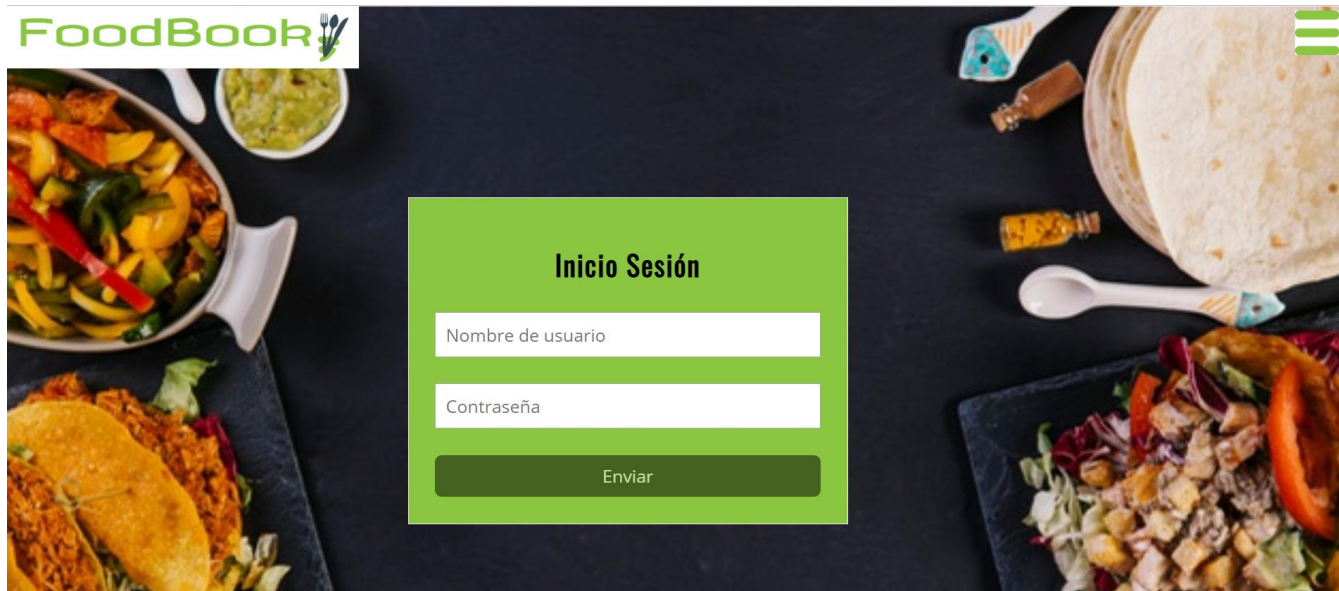 FoodBook
Inicio Sesión
Nombre de usuario
Contraseña
Enviar